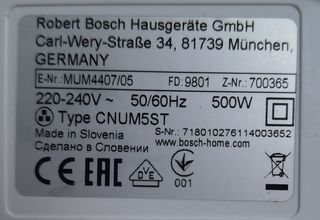 Robert Bosch Hausgeräte GmbH
Carl-Wery-Straße 34, 81739 München,
GERMANY
E-Nr.: MUM4407/05 FD: 9801 Z-Nr.: 700365
220-240V ~ 50/60Hz 500W
Type CNUM5ST
Made in Slovenia S-Nr.: 718010276114003652
Сделано в Словении www.bosch-home.com
CE EAC DVE 001